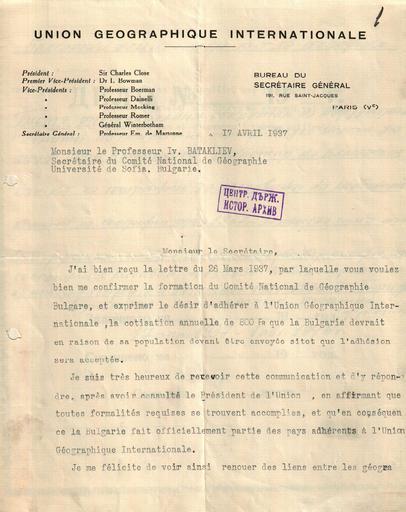 1
UNION GEOGRAPHIQUE INTERNATIONALE
Président : Sir Charles Close
Premier Vice-Président : Dr I. Bowman
Vice-Présidents : Professeur Boerman
" Professeur Dainelli
" Professeur Mecking
" Professeur Romer
" Général Winterbotham
Secrétaire Général : Professeur Em. de Martonne
BUREAU DU
SECRÉTAIRE GÉNÉRAL
191, RUE SAINT-JACQUES
PARIS (Ve)
17 AVRIL 1937
Monsieur le Professeur Iv. BATAKLIEV,
Secrétaire du Comité National de Géographie
Université de Sofia. Bulgarie.
ЦЕНТР. ДЪРЖ.
ИСТОР. АРХИВ
Monsieur le Secrétaire,
J'ai bien reçu la lettre du 26 Mars 1937, par laquelle vous voulez
bien me confirmer la formation du Comité National de Géographie
Bulgare, et exprimer le désir d'adhérer à l'Union Géographique Inter-
nationale ,la cotisation annuelle de 800 Fr que la Bulgarie devrait
en raison de sa population devant être envoyée sitot que l'adhésion
sera acceptée.
Je suis très heureux de recevoir cette communication et d'y répon-
dre, après avoir consulté le Président de l'Union , en affirmant que
toutes formalités requises se trouvent accomplies, et qu'en conséquen
ce la Bulgarie fait officiellement partie des pays adhérents à l'Union
Géographique Internationale.
Je me félicite de voir ainsi renouer des liens entre les géogra